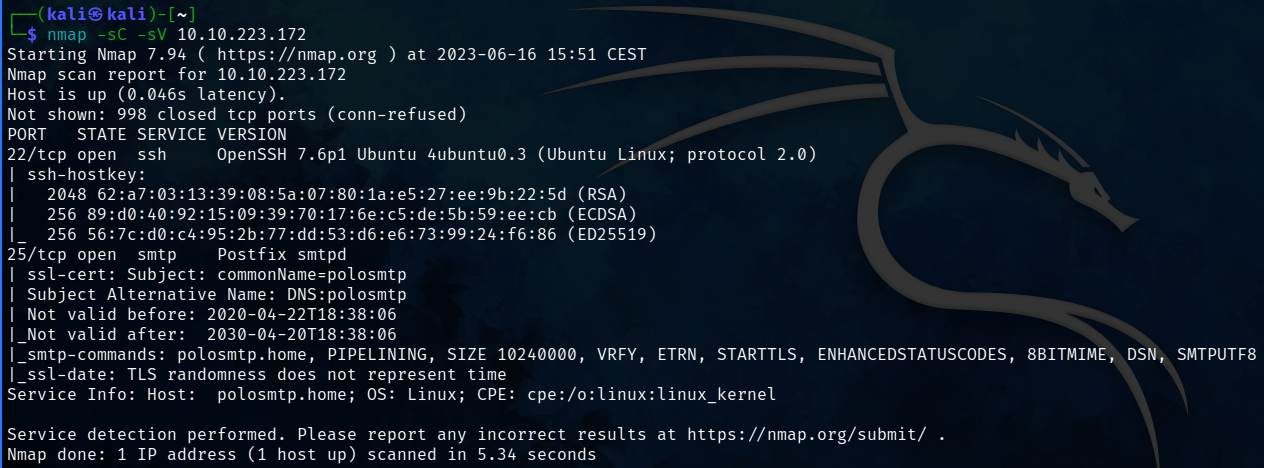 ┌──(kali㉿kali)-[~]
└─$ nmap -sC -sV 10.10.223.172
Starting Nmap 7.94 ( https://nmap.org ) at 2023-06-16 15:51 CEST
Nmap scan report for 10.10.223.172
Host is up (0.046s latency).
Not shown: 998 closed tcp ports (conn-refused)
PORT   STATE SERVICE VERSION
22/tcp open  ssh     OpenSSH 7.6p1 Ubuntu 4ubuntu0.3 (Ubuntu Linux; protocol 2.0)
| ssh-hostkey:
|   2048 62:a7:03:13:39:08:5a:07:80:1a:e5:27:ee:9b:22:5d (RSA)
|   256 89:d0:40:92:15:09:39:70:17:6e:c5:de:5b:59:ee:cb (ECDSA)
|_  256 56:7c:d0:c4:95:2b:77:dd:53:d6:e6:73:99:24:f6:86 (ED25519)
25/tcp open  smtp    Postfix smtpd
| ssl-cert: Subject: commonName=polosmtp
| Subject Alternative Name: DNS:polosmtp
| Not valid before: 2020-04-22T18:38:06
|_Not valid after:  2030-04-20T18:38:06
|_smtp-commands: polosmtp.home, PIPELINING, SIZE 10240000, VRFY, ETRN, STARTTLS, ENHANCEDSTATUSCODES, 8BITMIME, DSN, SMTPUTF8
|_ssl-date: TLS randomness does not represent time
Service Info: Host:  polosmtp.home; OS: Linux; CPE: cpe:/o:linux:linux_kernel

Service detection performed. Please report any incorrect results at https://nmap.org/submit/ .
Nmap done: 1 IP address (1 host up) scanned in 5.34 seconds